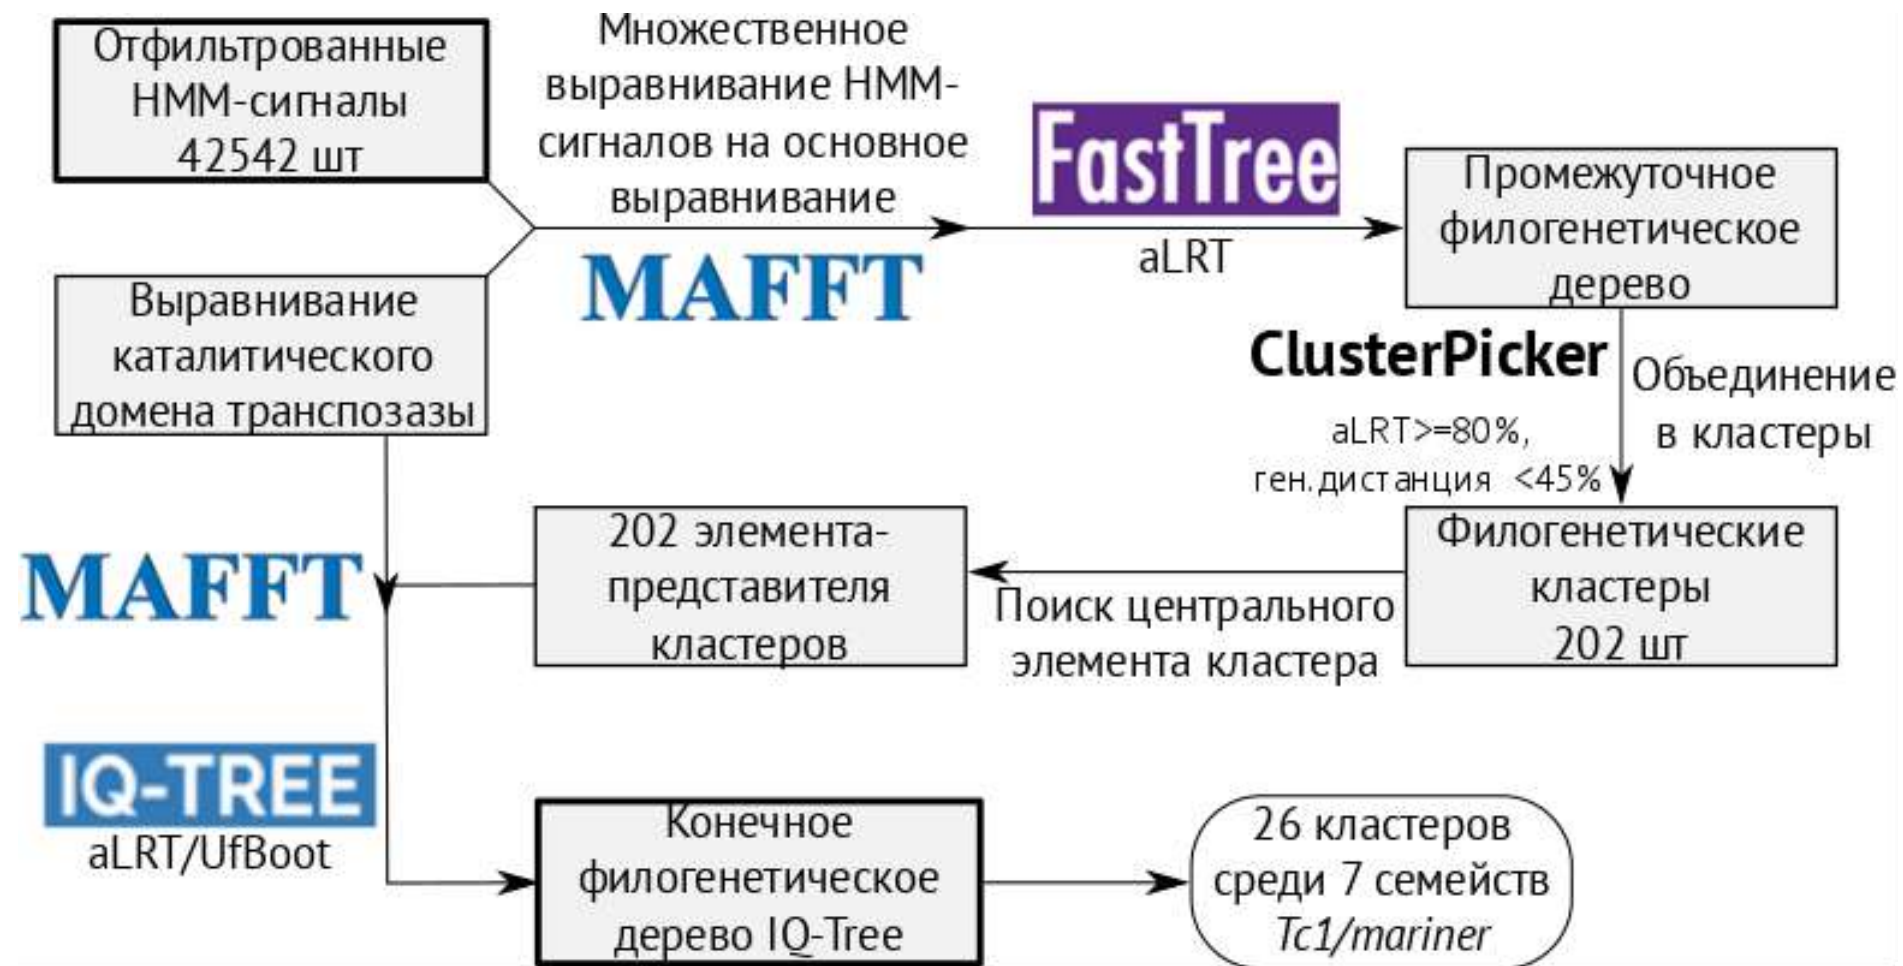 Отфильтрованные
HMM-сигналы
42542 шт
Множественное
выравнивание HMM-
сигналов на основное
выравнивание
MAFFT
FastTree
aLRT
Промежуточное
филогенетическое
дерево
Выравнивание
каталитического
домена транспозазы
ClusterPicker
aLRT>=80%,
ген.дистанция <45%
Объединение
в кластеры
Филогенетические
кластеры
202 шт
Поиск центрального
элемента кластера
202 элемента-
представителя
кластеров
MAFFT
IQ-TREE
aLRT/UfBoot
Конечное
филогенетическое
дерево IQ-Tree
26 кластеров
среди 7 семейств
Tc1/mariner